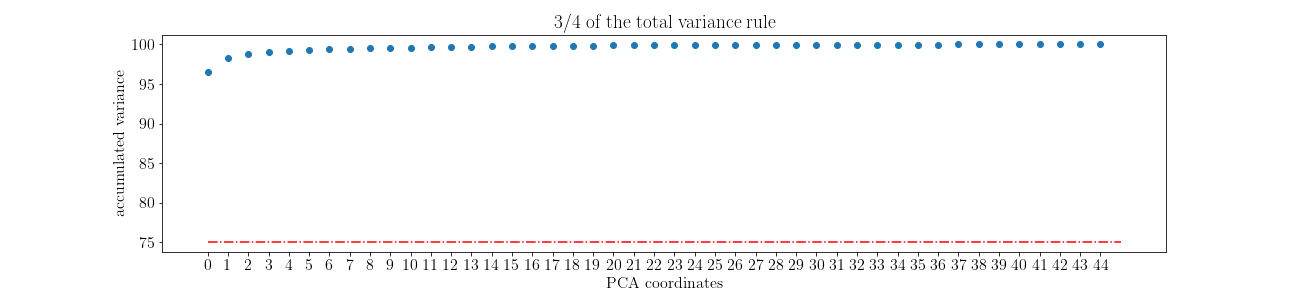 3/4 of the total variance rule
accumulated variance
100
95
90
85
80
75
0 1 2 3 4 5 6 7 8 9 10 11 12 13 14 15 16 17 18 19 20 21 22 23 24 25 26 27 28 29 30 31 32 33 34 35 36 37 38 39 40 41 42 43 44
PCA coordinates